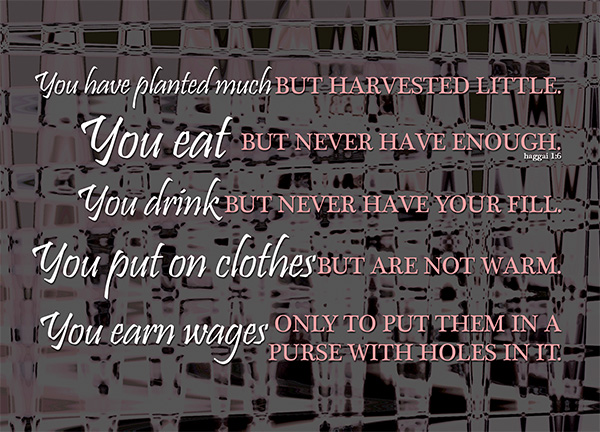 You have planted much BUT HARVESTED LITTLE.
You eat BUT NEVER HAVE ENOUGH.
haggai 1:6
You drink BUT NEVER HAVE YOUR FILL.
You put on clothes BUT ARE NOT WARM.
You earn wages ONLY TO PUT THEM IN A
PURSE WITH HOLES IN IT.